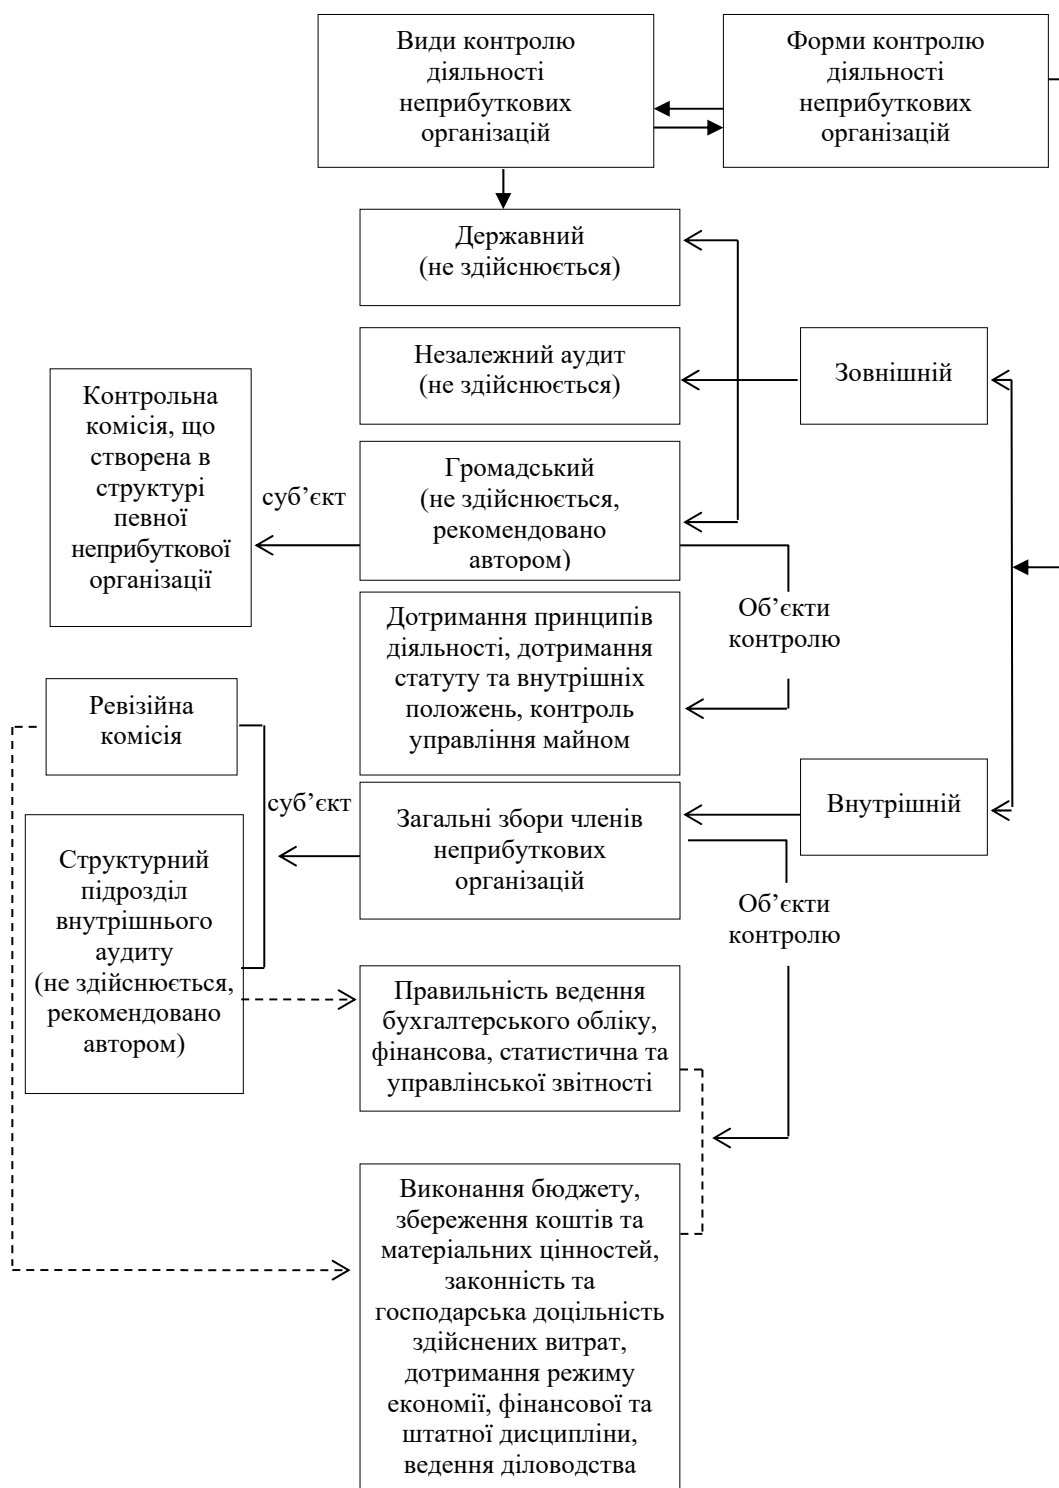 Види контролю
діяльності
неприбуткових
організацій
Форми контролю
діяльності
неприбуткових
організацій
Державний
(не здійснюється)
Незалежний аудит
(не здійснюється)
Зовнішній
Контрольна
комісія, що
створена в
структурі
певної
неприбуткової
організації
суб’єкт
Громадський
(не здійснюється,
рекомендовано
автором)
Об’єкти
контролю
Дотримання принципів
діяльності, дотримання
статуту та внутрішніх
положень, контроль
управління майном
Ревізійна
комісія
суб’єкт
Загальні збори членів
неприбуткових
організацій
Внутрішній
Структурний
підрозділ
внутрішнього
аудиту
(не здійснюється,
рекомендовано
автором)
Об’єкти
контролю
Правильність ведення
бухгалтерського обліку,
фінансова, статистична та
управлінської звітності
Виконання бюджету,
збереження коштів та
матеріальних цінностей,
законність та
господарська доцільність
здійснених витрат,
дотримання режиму
економії, фінансової та
штатної дисципліни,
ведення діловодства